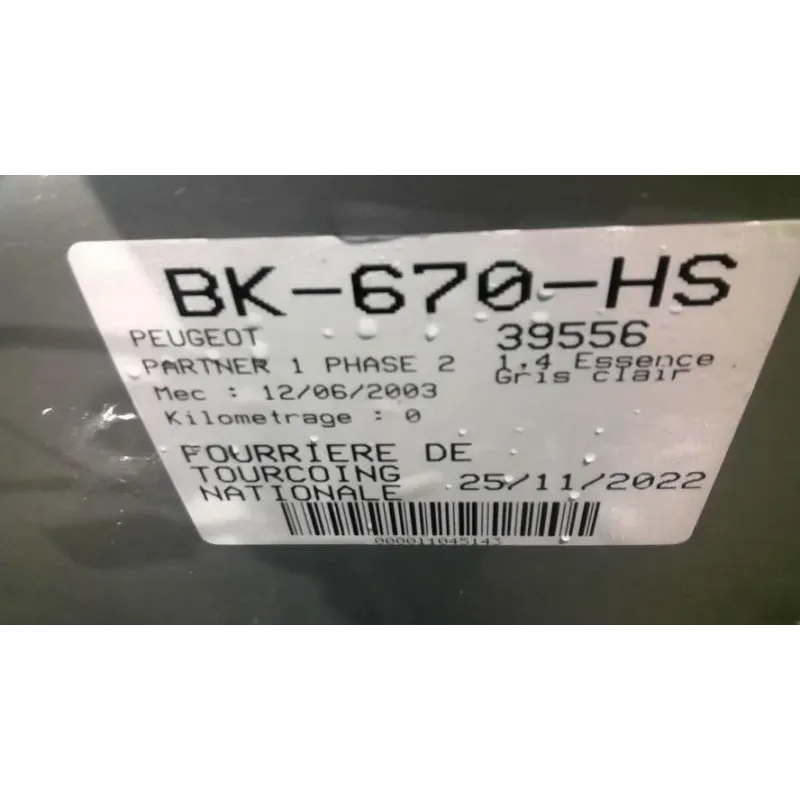 BK-670-HS
PEUGEOT 39556
PARTNER 1 PHASE 2 1.4 Essence
Gris clair
Mec : 12/06/2003
Kilometrage : 0
FOURRIERE DE
TOURCOING
NATIONALE 25/11/2022
000011045143